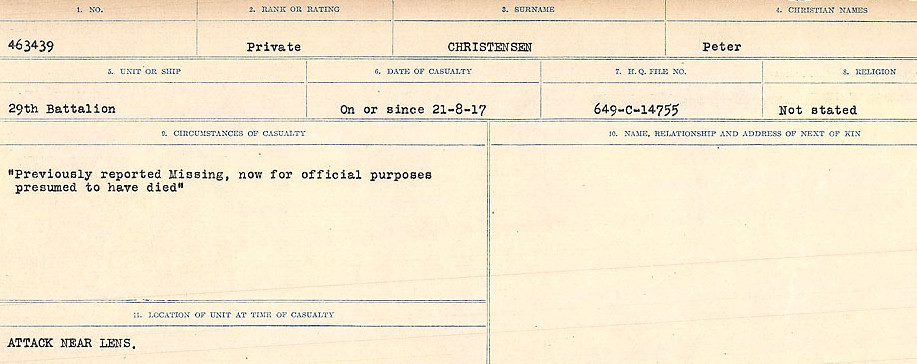 1. NO.
2. RANK OR RATING
3. SURNAME
4. CHRISTIAN NAMES
463439
Private
CHRISTENSEN
Peter
5. UNIT OR SHIP
6. DATE OF CASUALTY
7. H. Q. FILE NO.
8. RELIGION
29th Battalion
On or since 21-8-17
649-C-14755
Not stated
9. CIRCUMSTANCES OF CASUALTY
"Previously reported Missing, now for official purposes
presumed to have died"
10. NAME, RELATIONSHIP AND ADDRESS OF NEXT OF KIN
11. LOCATION OF UNIT AT TIME OF CASUALTY
ATTACK NEAR LENS.